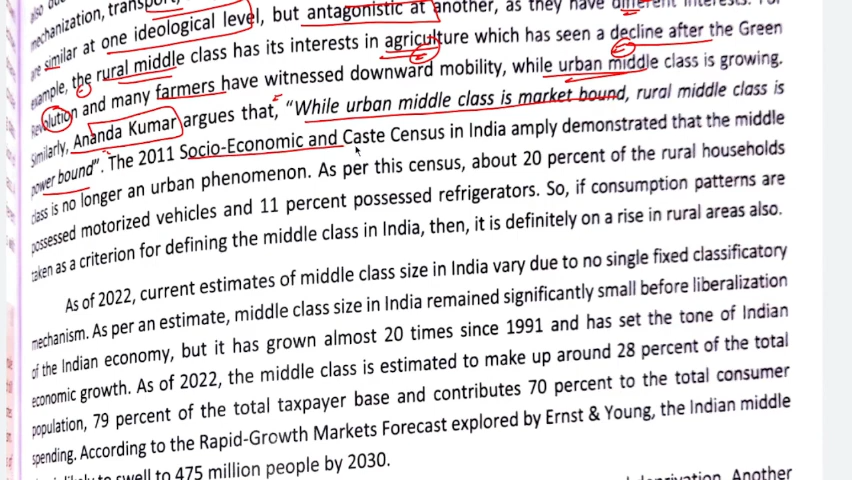 mechanization, transport
are similar at one ideological level, but antagonistic at another, as they have different interests. For
example, the rural middle class has its interests in agriculture which has seen a decline after the Green
Revolution and many farmers have witnessed downward mobility, while urban middle class is growing.
Similarly, Ananda Kumar argues that, "While urban middle class is market bound, rural middle class is
power bound". The 2011 Socio-Economic and Caste Census in India amply demonstrated that the middle
class is no longer an urban phenomenon. As per this census, about 20 percent of the rural households
possessed motorized vehicles and 11 percent possessed refrigerators. So, if consumption patterns are
taken as a criterion for defining the middle class in India, then, it is definitely on a rise in rural areas also.
As of 2022, current estimates of middle class size in India vary due to no single fixed classificatory
mechanism. As per an estimate, middle class size in India remained significantly small before liberalization
of the Indian economy, but it has grown almost 20 times since 1991 and has set the tone of Indian
economic growth. As of 2022, the middle class is estimated to make up around 28 percent of the total
population, 79 percent of the total taxpayer base and contributes 70 percent to the total consumer
spending. According to the Rapid-Growth Markets Forecast explored by Ernst & Young, the Indian middle
to swell to 475 million people by 2030.
deprivation. Another